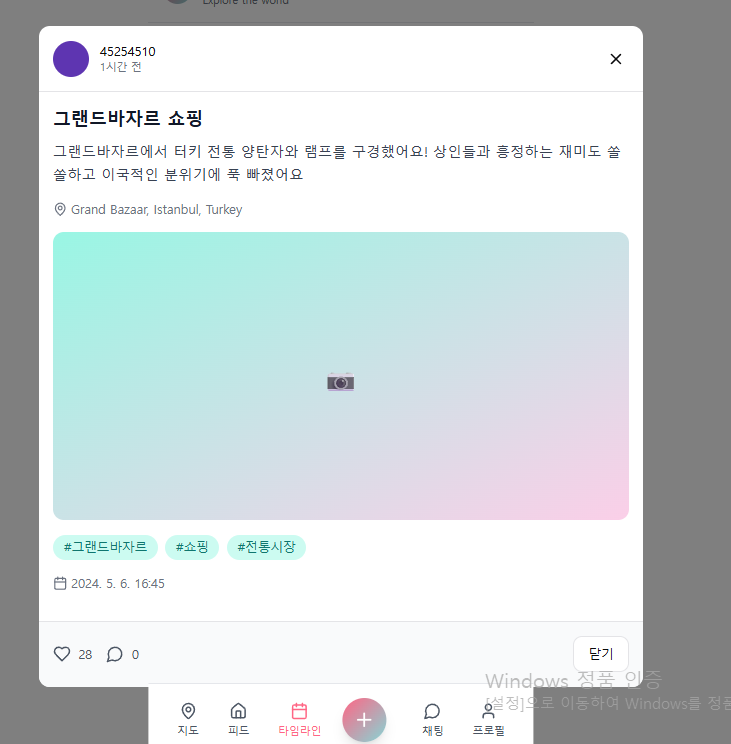 Explore the world
45254510
1시간 전
그랜드바자르 쇼핑
그랜드바자르에서 터키 전통 양탄자와 램프를 구경했어요! 상인들과 흥정하는 재미도 쏠
쏠하고 이국적인 분위기에 푹 빠졌어요
Grand Bazaar, Istanbul, Turkey
#그랜드바자르 #쇼핑 #전통시장
2024. 5. 6. 16:45
28 0 닫기
Windows 정품 인증
[설정]으로 이동하여 Windows를 정품
지도 피드 타임라인 채팅 프로필